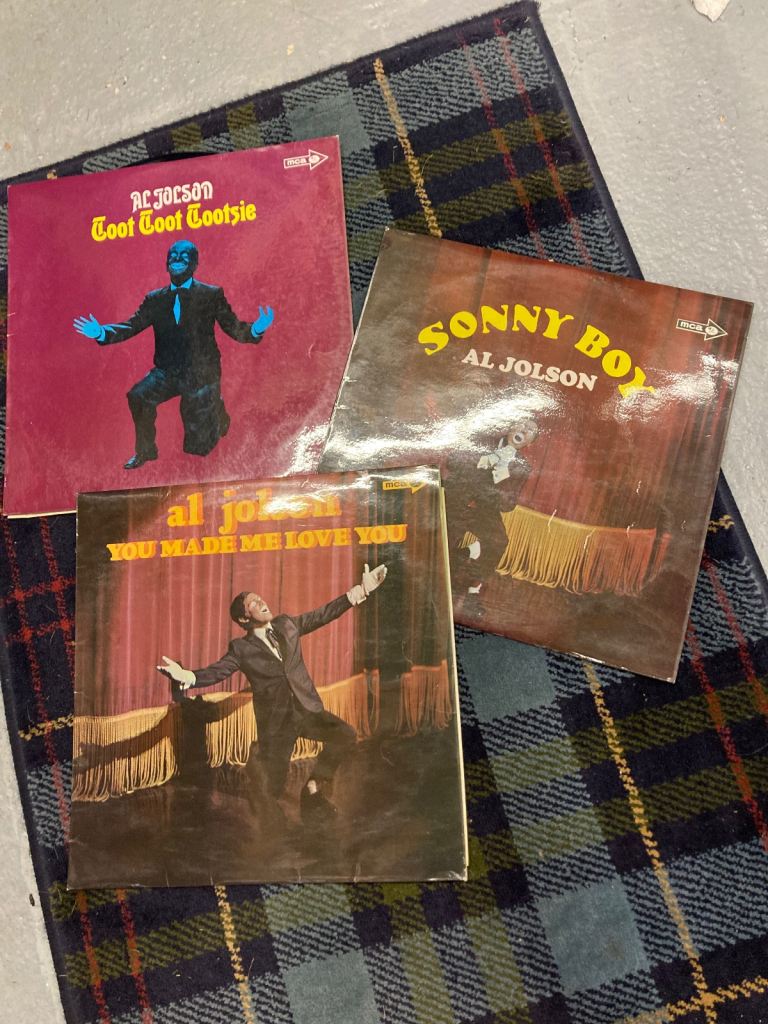 mca
AL JOLSON
Toot Toot Tootsie
mca
SONNY BOY
AL JOLSON
mca
al jolson
YOU MADE ME LOVE YOU